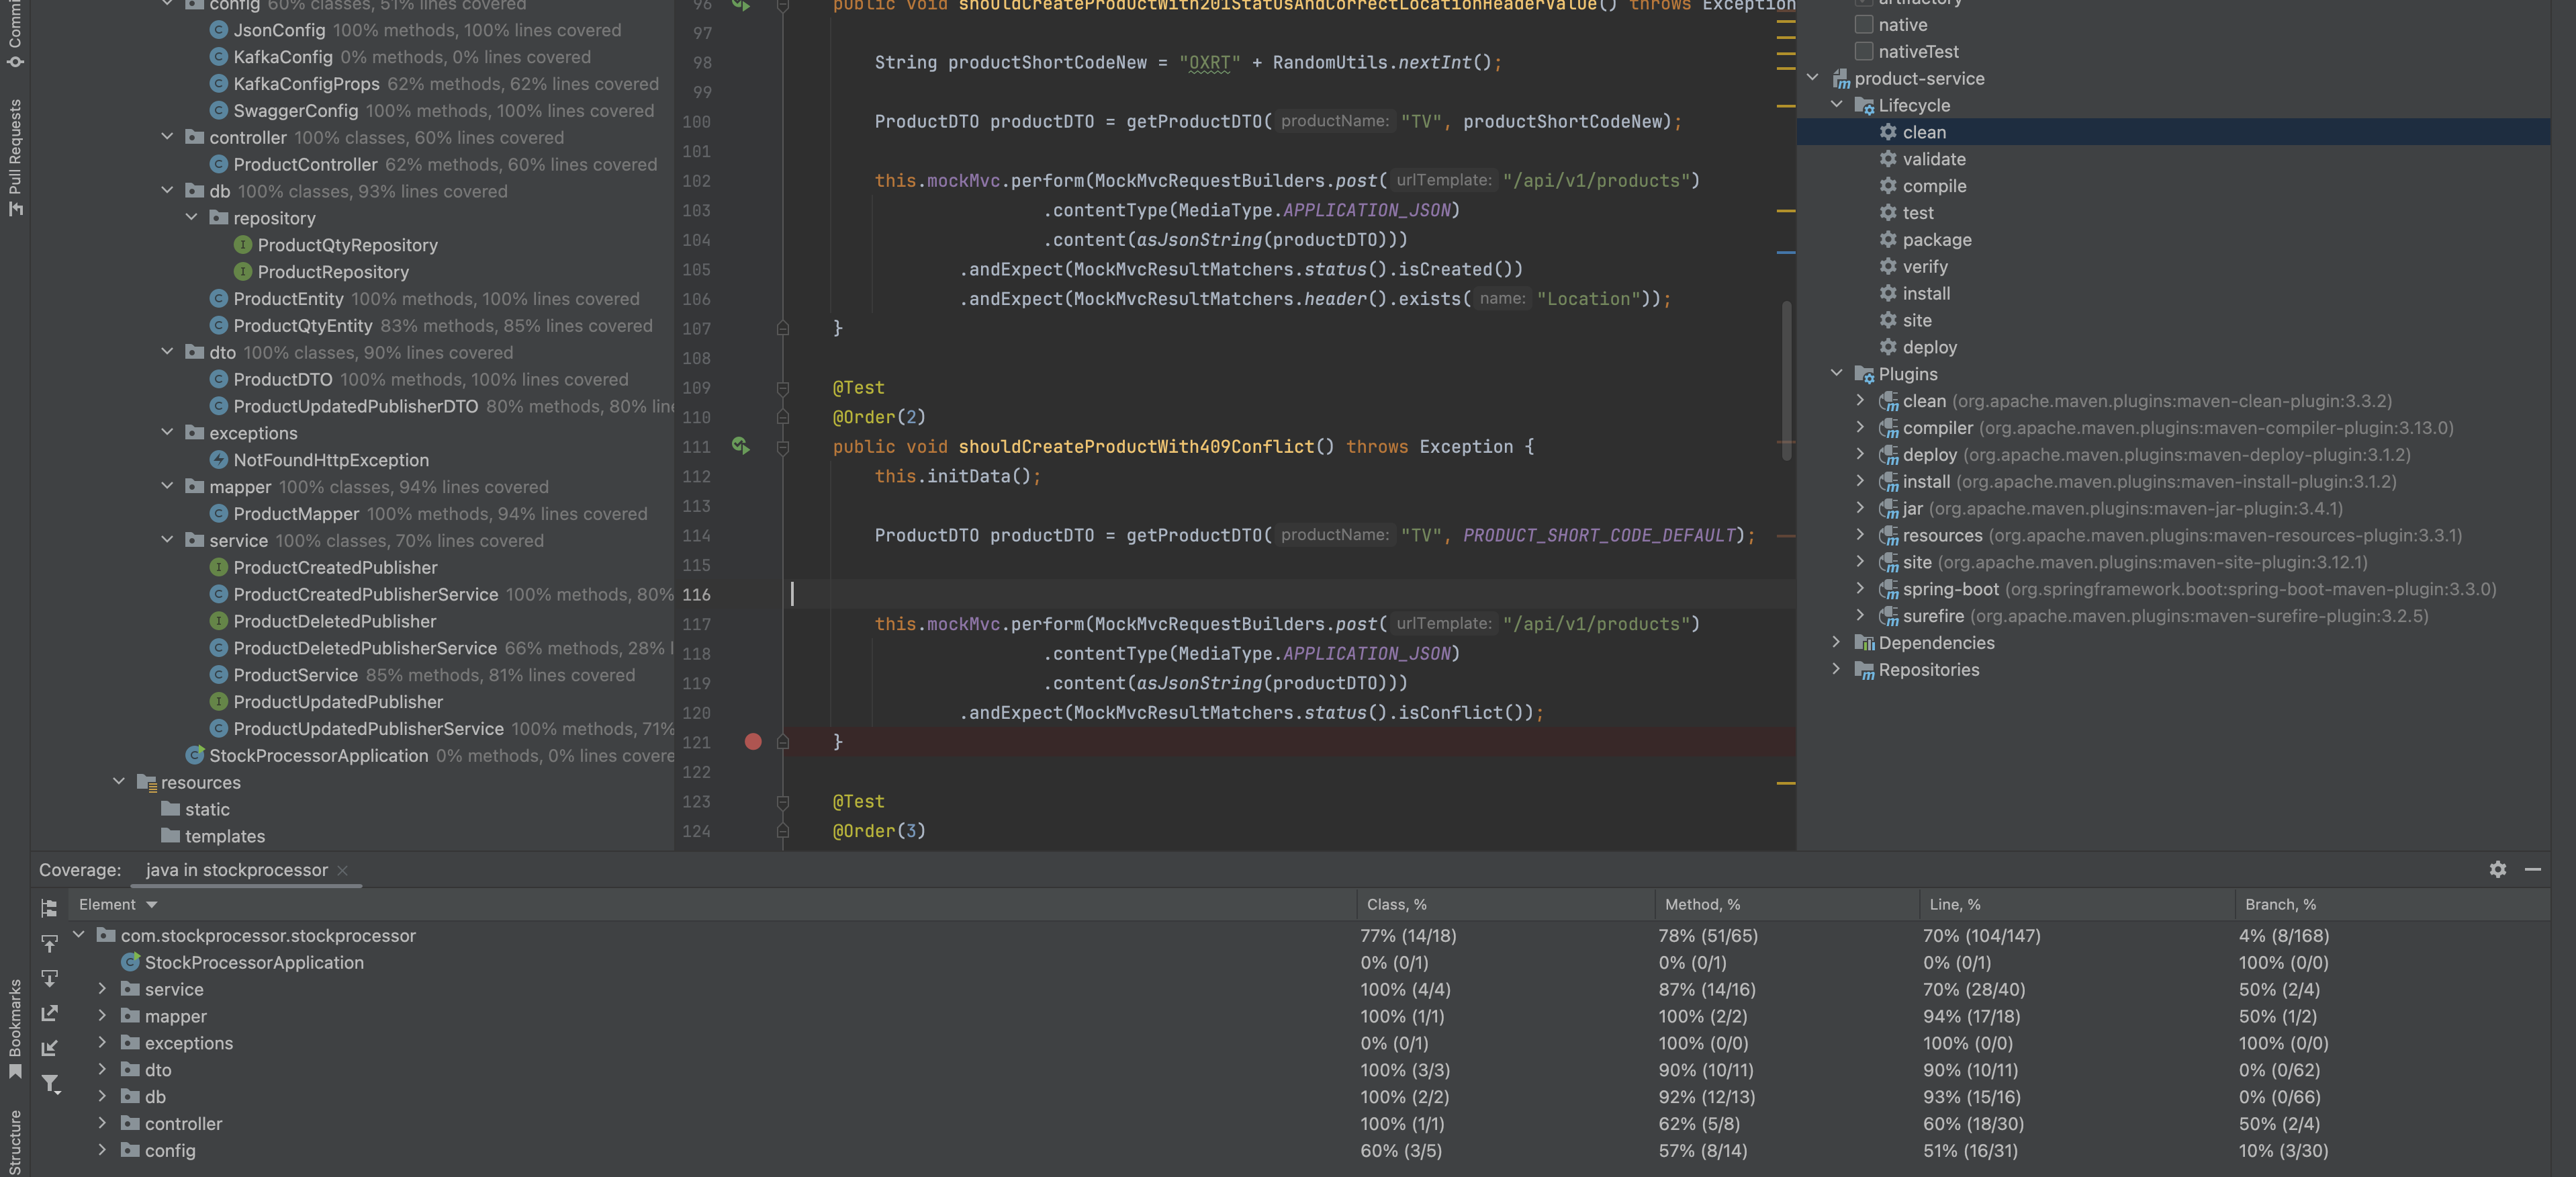 Commit
Pull Requests
Bookmarks
Structure
config 60% classes, 51% lines covered
JsonConfig 100% methods, 100% lines covered
KafkaConfig 0% methods, 0% lines covered
KafkaConfigProps 62% methods, 62% lines covered
SwaggerConfig 100% methods, 100% lines covered
controller 100% classes, 60% lines covered
ProductController 62% methods, 60% lines covered
db 100% classes, 93% lines covered
repository
ProductQtyRepository
ProductRepository
ProductEntity 100% methods, 100% lines covered
ProductQtyEntity 83% methods, 85% lines covered
dto 100% classes, 90% lines covered
ProductDTO 100% methods, 100% lines covered
ProductUpdatedPublisherDTO 80% methods, 80% line
exceptions
NotFoundHttpException
mapper 100% classes, 94% lines covered
ProductMapper 100% methods, 94% lines covered
service 100% classes, 70% lines covered
ProductCreatedPublisher
ProductCreatedPublisherService 100% methods, 80%
ProductDeletedPublisher
ProductDeletedPublisherService 66% methods, 28% l
ProductService 85% methods, 81% lines covered
ProductUpdatedPublisher
ProductUpdatedPublisherService 100% methods, 71%
StockProcessorApplication 0% methods, 0% lines covere
resources
static
templates
96 public void shouldCreateProductWith201StatusAndCorrectLocationHeaderValue() throws Exception
97
98 String productShortCodeNew = "OXRT" + RandomUtils.nextInt();
99
100 ProductDTO productDTO = getProductDTO( productName: "TV", productShortCodeNew);
101
102 this.mockMvc.perform(MockMvcRequestBuilders.post( urlTemplate: "/api/v1/products")
103 .contentType(MediaType.APPLICATION_JSON)
104 .content(asJsonString(productDTO)))
105 .andExpect(MockMvcResultMatchers.status().isCreated())
106 .andExpect(MockMvcResultMatchers.header().exists( name: "Location"));
107 }
108
109 @Test
110 @Order(2)
111 public void shouldCreateProductWith409Conflict() throws Exception {
112 this.initData();
113
114 ProductDTO productDTO = getProductDTO( productName: "TV", PRODUCT_SHORT_CODE_DEFAULT);
115
116
117 this.mockMvc.perform(MockMvcRequestBuilders.post( urlTemplate: "/api/v1/products")
118 .contentType(MediaType.APPLICATION_JSON)
119 .content(asJsonString(productDTO)))
120 .andExpect(MockMvcResultMatchers.status().isConflict());
121 }
122
123 @Test
124 @Order(3)
artifactory
native
nativeTest
product-service
Lifecycle
clean
validate
compile
test
package
verify
install
site
deploy
Plugins
clean (org.apache.maven.plugins:maven-clean-plugin:3.3.2)
compiler (org.apache.maven.plugins:maven-compiler-plugin:3.13.0)
deploy (org.apache.maven.plugins:maven-deploy-plugin:3.1.2)
install (org.apache.maven.plugins:maven-install-plugin:3.1.2)
jar (org.apache.maven.plugins:maven-jar-plugin:3.4.1)
resources (org.apache.maven.plugins:maven-resources-plugin:3.3.1)
site (org.apache.maven.plugins:maven-site-plugin:3.12.1)
spring-boot (org.springframework.boot:spring-boot-maven-plugin:3.3.0)
surefire (org.apache.maven.plugins:maven-surefire-plugin:3.2.5)
Dependencies
Repositories
Coverage: java in stockprocessor
Element Class, % Method, % Line, % Branch, %
com.stockprocessor.stockprocessor 77% (14/18) 78% (51/65) 70% (104/147) 4% (8/168)
StockProcessorApplication 0% (0/1) 0% (0/1) 0% (0/1) 100% (0/0)
service 100% (4/4) 87% (14/16) 70% (28/40) 50% (2/4)
mapper 100% (1/1) 100% (2/2) 94% (17/18) 50% (1/2)
exceptions 0% (0/1) 100% (0/0) 100% (0/0) 100% (0/0)
dto 100% (3/3) 90% (10/11) 90% (10/11) 0% (0/62)
db 100% (2/2) 92% (12/13) 93% (15/16) 0% (0/66)
controller 100% (1/1) 62% (5/8) 60% (18/30) 50% (2/4)
config 60% (3/5) 57% (8/14) 51% (16/31) 10% (3/30)